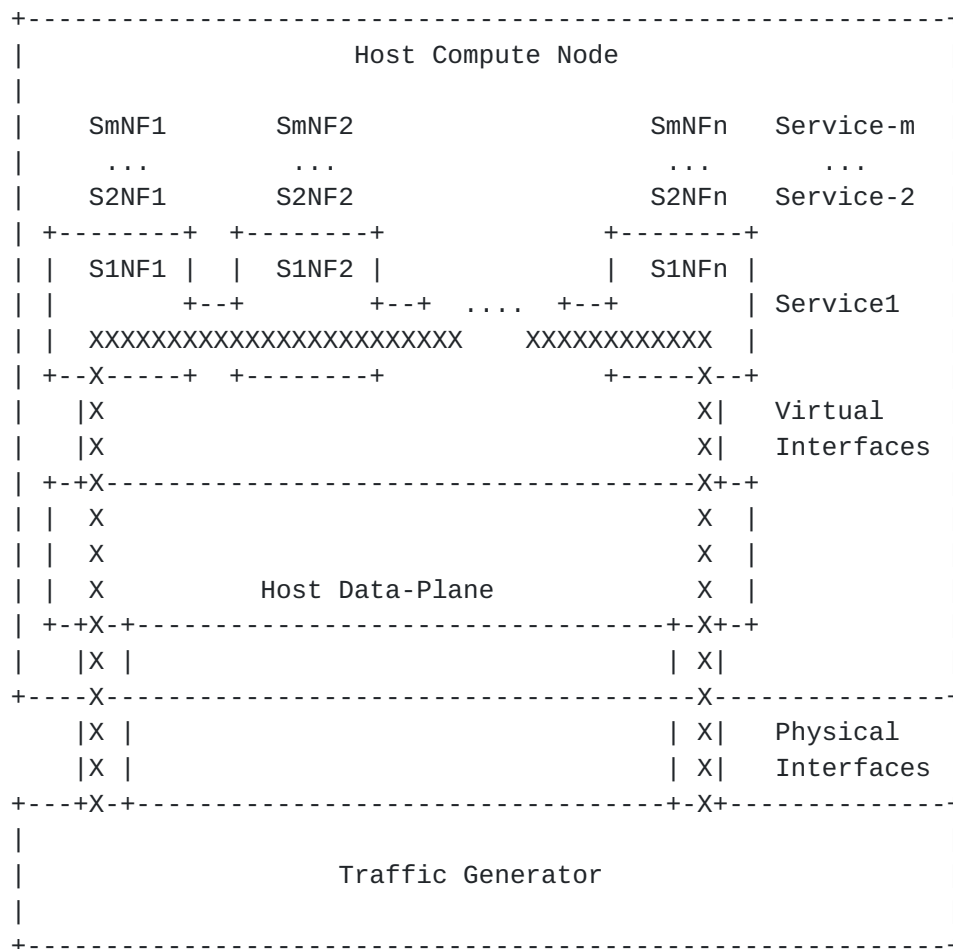 +-----------------------------------------------------------+
|                     Host Compute Node
|
|     SmNF1       SmNF2                   SmNFn   Service-m
|      ...         ...                     ...       ...
|     S2NF1       S2NF2                   S2NFn   Service-2
| +--------+  +--------+              +--------+
| |  S1NF1 |  |  S1NF2 |              |  S1NFn |
| |        +--+        +--+  ....  +--+        | Service1
| |  XXXXXXXXXXXXXXXXXXXXXXXX    XXXXXXXXXXXX  |
| +--X-----+  +--------+              +-----X--+
|   |X                                      X|   Virtual
|   |X                                      X|   Interfaces
| +-+X--------------------------------------X+-+
| |  X                                      X  |
| |  X                                      X  |
| |  X          Host Data-Plane             X  |
| +-+X-+----------------------------------+-X+-+
|   |X |                                  | X|
+----X--------------------------------------X---------------+
    |X |                                  | X|   Physical
    |X |                                  | X|   Interfaces
+---+X-+----------------------------------+-X+--------------+
|
|                    Traffic Generator
|
+-----------------------------------------------------------+